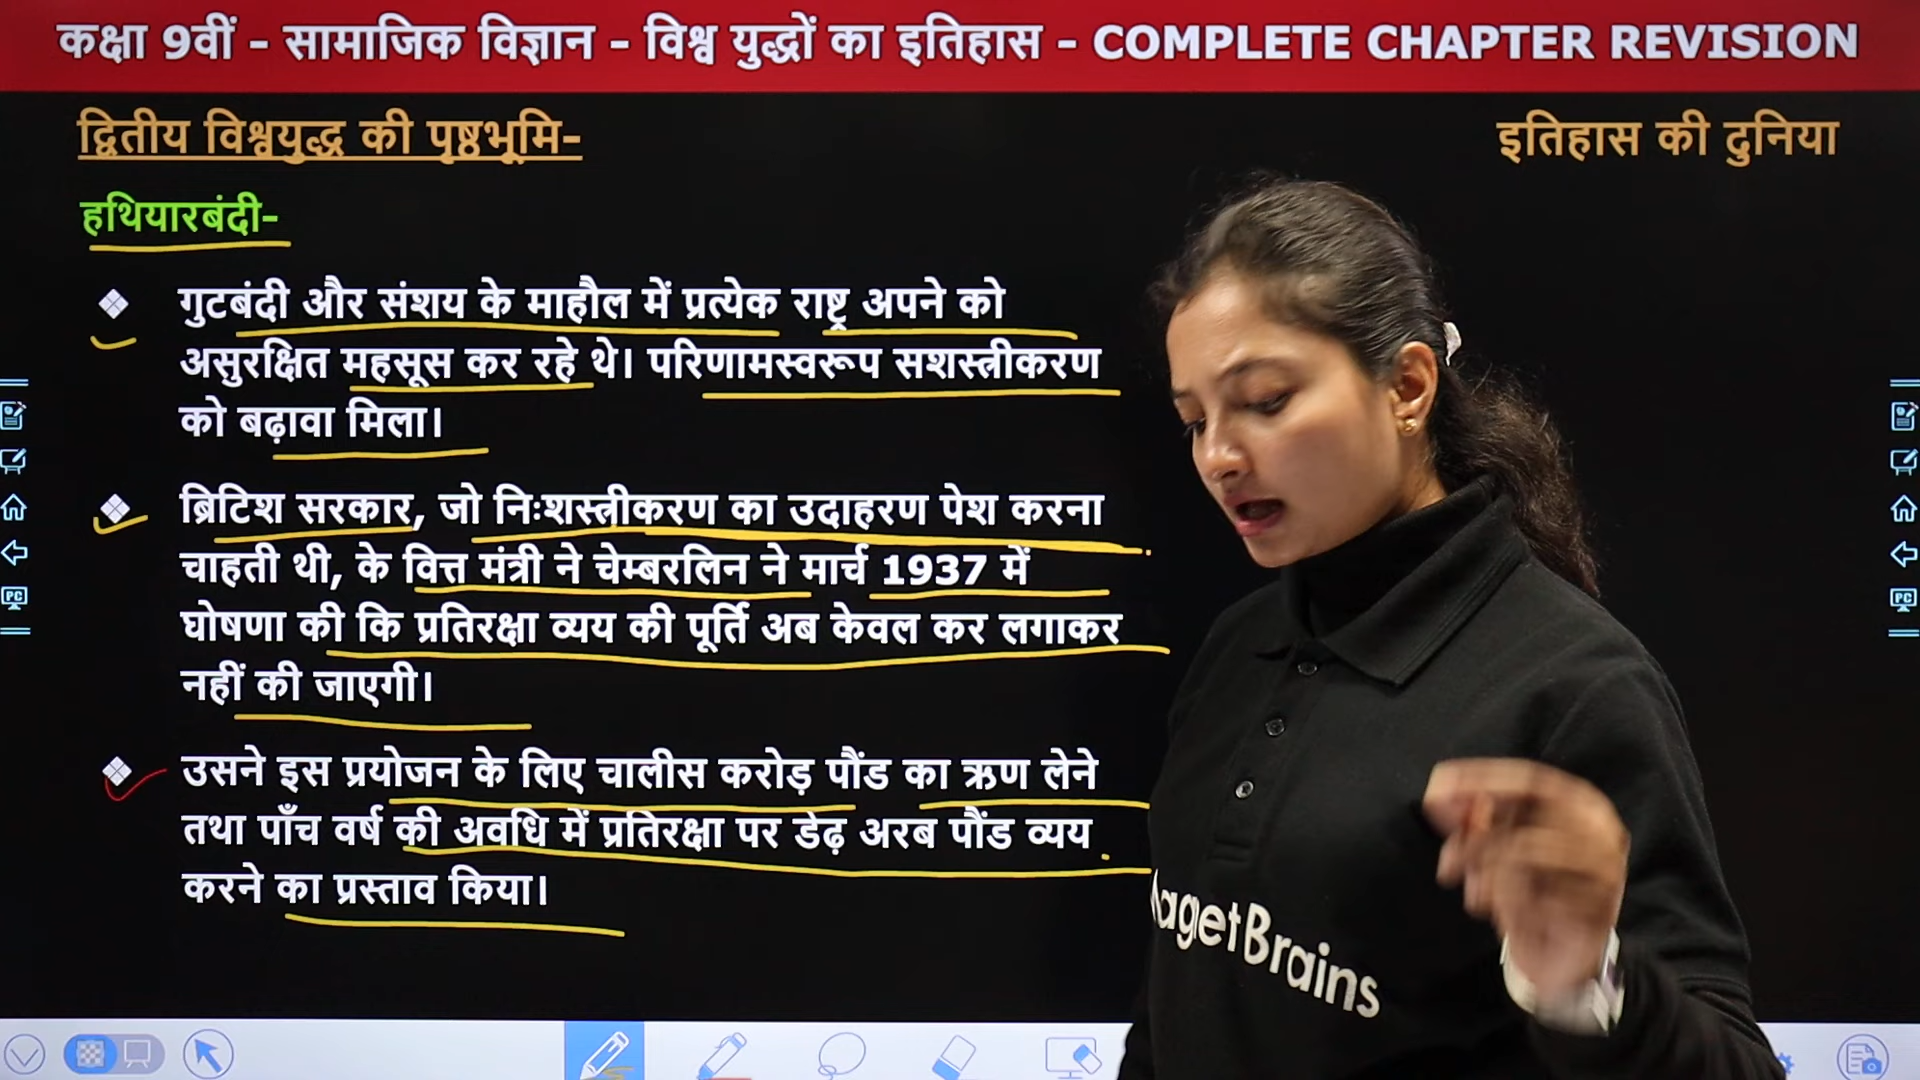 कक्षा 9वीं - सामाजिक विज्ञान - विश्व युद्धों का इतिहास - COMPLETE CHAPTER REVISION
द्वितीय विश्वयुद्ध की पृष्ठभूमि-
इतिहास की दुनिया
हथियारबंदी-
❖ गुटबंदी और संशय के माहौल में प्रत्येक राष्ट्र अपने को
असुरक्षित महसूस कर रहे थे। परिणामस्वरूप सशस्त्रीकरण
को बढ़ावा मिला।
❖ ब्रिटिश सरकार, जो निःशस्त्रीकरण का उदाहरण पेश करना
चाहती थी, के वित्त मंत्री ने चेम्बरलिन ने मार्च 1937 में
घोषणा की कि प्रतिरक्षा व्यय की पूर्ति अब केवल कर लगाकर
नहीं की जाएगी।
❖ उसने इस प्रयोजन के लिए चालीस करोड़ पौंड का ऋण लेने
तथा पाँच वर्ष की अवधि में प्रतिरक्षा पर डेढ़ अरब पौंड व्यय
करने का प्रस्ताव किया।
PC
PC
MagnetBrains